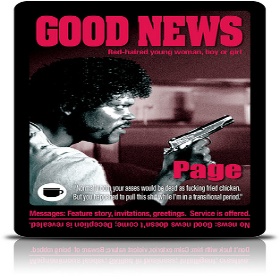 GOOD NEWS
Red-haired young woman, boy or girl
Page
"Normally both your asses would be dead as fucking fried chicken.
But you happened to pull this shit while I'm in a transitional period."
Messages: Feature story, invitations, greetings. Service is offered.
No news: Good news doesn't come; Deception is revealed.